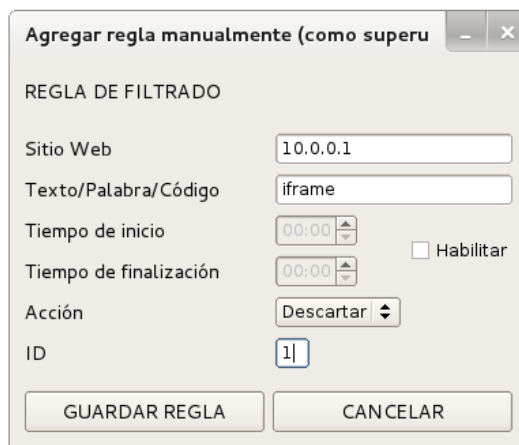 Agregar regla manualmente (como superu
REGLA DE FILTRADO
Sitio Web 10.0.0.1
Texto/Palabra/Código iframe
Tiempo de inicio 00:00
Habilitar
Tiempo de finalización 00:00
Acción Descartar
ID 1
GUARDAR REGLA CANCELAR